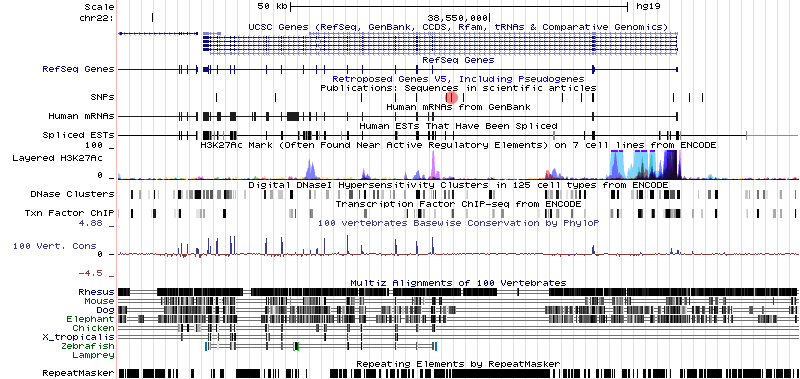 Scale 50 kb hg19
chr22: 38,550,000
UCSC Genes (RefSeq, GenBank, CCDS, Rfam, tRNAs & Comparative Genomics)
RefSeq Genes
RefSeq Genes
Retroposed Genes V5, Including Pseudogenes
Publications: Sequences in scientific articles
SNPs
Human mRNAs from GenBank
Human mRNAs
Human ESTs That Have Been Spliced
Spliced ESTs
100 H3K27Ac Mark (Often Found Near Active Regulatory Elements) on 7 cell lines from ENCODE
Layered H3K27Ac
0
Digital DNaseI Hypersensitivity Clusters in 125 cell types from ENCODE
DNase Clusters
Transcription Factor ChIP-seq from ENCODE
Txn Factor ChIP
4.88 100 vertebrates Basewise Conservation by PhyloP
100 Vert. Cons
0
-4.5
Multiz Alignments of 100 Vertebrates
Rhesus
Mouse
Dog
Elephant
Chicken
X_tropicalis
Zebrafish
Lamprey
Repeating Elements by RepeatMasker
RepeatMasker